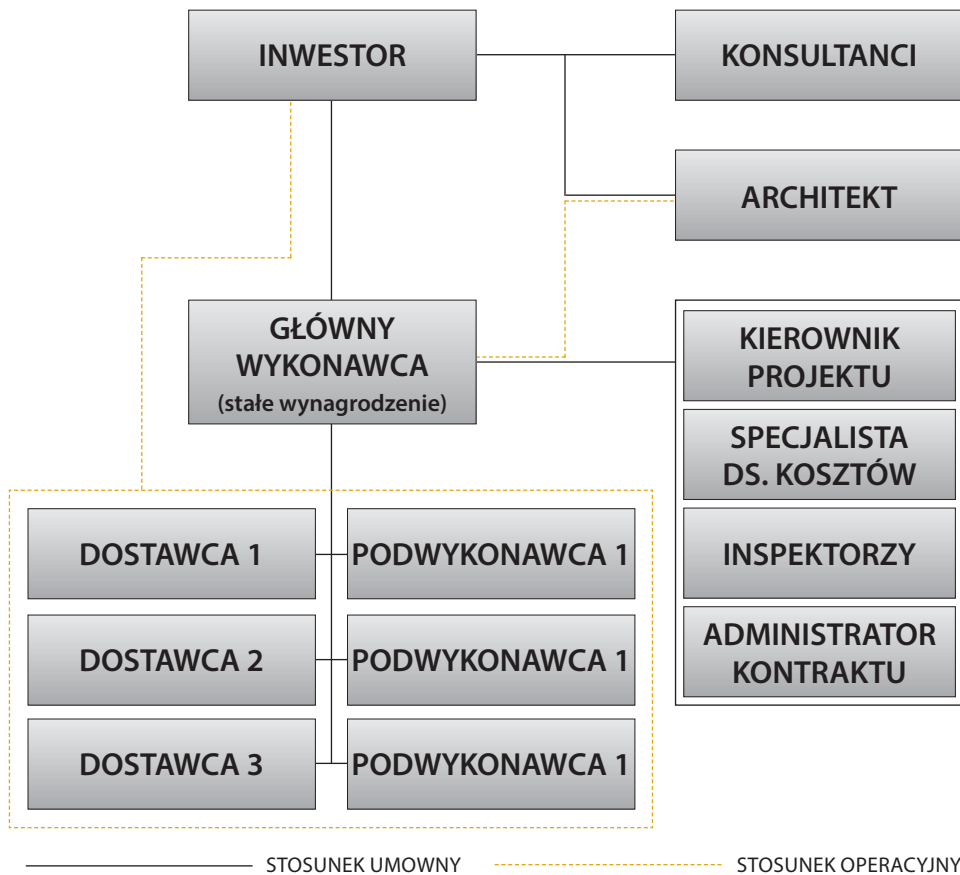 INWESTOR
KONSULTANCI
ARCHITEKT
GŁÓWNY
WYKONAWCA
(stałe wynagrodzenie)
KIEROWNIK
PROJEKTU
SPECJALISTA
DS. KOSZTÓW
INSPEKTORZY
ADMINISTRATOR
KONTRAKTU
DOSTAWCA 1
PODWYKONAWCA 1
DOSTAWCA 2
PODWYKONAWCA 1
DOSTAWCA 3
PODWYKONAWCA 1
STOSUNEK UMOWNY
STOSUNEK OPERACYJNY